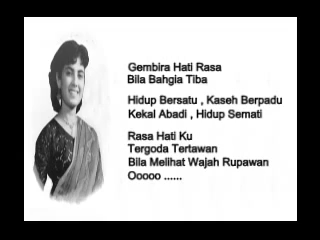 Gembira Hati Rasa
Bila Bahgia Tiba
Hidup Bersatu , Kaseh Berpadu
Kekal Abadi , Hidup Semati
Rasa Hati Ku
Tergoda Tertawan
Bila Melihat Wajah Rupawan
Ooooo ......